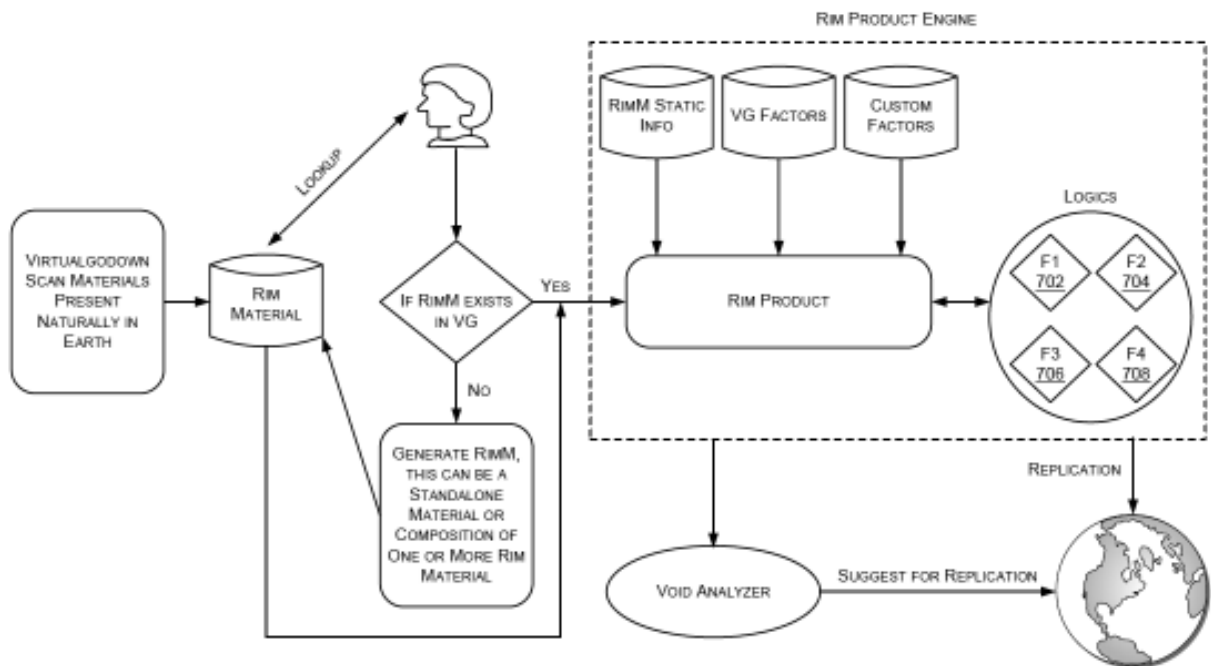 RIM PRODUCT ENGINE
RIMM STATIC
INFO
VG FACTORS
CUSTOM
FACTORS
LOOKUP
LOGICS
VIRTUALGODOWN
SCAN MATERIALS
PRESENT
NATURALLY IN
EARTH
RIM
MATERIAL
IF RIMM EXISTS
IN VG
YES
RIM PRODUCT
F1
702
F2
704
F3
706
F4
708
NO
GENERATE RIMM,
THIS CAN BE A
STANDALONE
MATERIAL OR
COMPOSITION OF
ONE OR MORE RIM
MATERIAL
REPLICATION
VOID ANALYZER
SUGGEST FOR REPLICATION